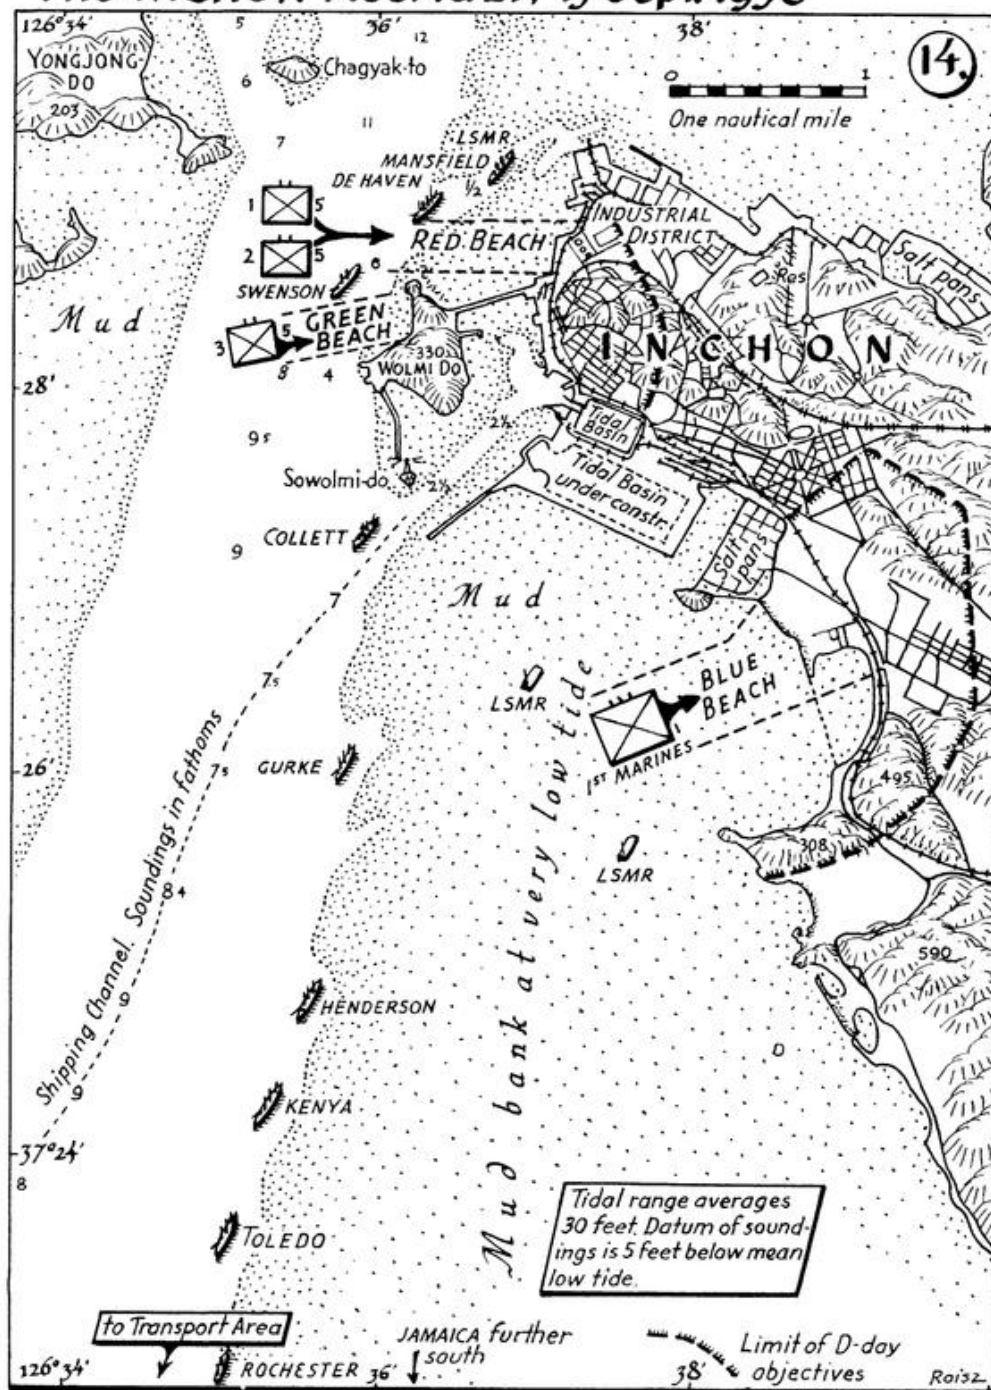 126° 34'
5
36'
12
38'
14.
YONGJONG
DO
203
6
Chagyak-to
0 1
One nautical mile
11
7
LSMR
MANSFIELD
DE HAVEN
1/2
1 5
2 5
RED BEACH
INDUSTRIAL
DISTRICT
Res
Salt pans
6
SWENSON
Mud
GREEN
BEACH
3 5
8
4
330
WOLMI DO
INCHON
28'
9 5
2½
Tidal
Basin
Sowolmi-do
2½
Tidal Basin
under constr.
COLLETT
9
Salt
pans
7
Mud
7 5
LSMR
BLUE
BEACH
1
1ST MARINES
26'
7 5
GURKE
495
308
LSMR
8 4
590
Shipping Channel. Soundings in fathoms
9
HENDERSON
Mud bank at very low tide
9
KENYA
37° 24'
8
TOLEDO
Tidal range averages
30 feet. Datum of sound-
ings is 5 feet below mean
low tide.
to Transport Area
JAMAICA further
south
Limit of D-day
objectives
126° 34'
ROCHESTER
36'
38'
Raisz